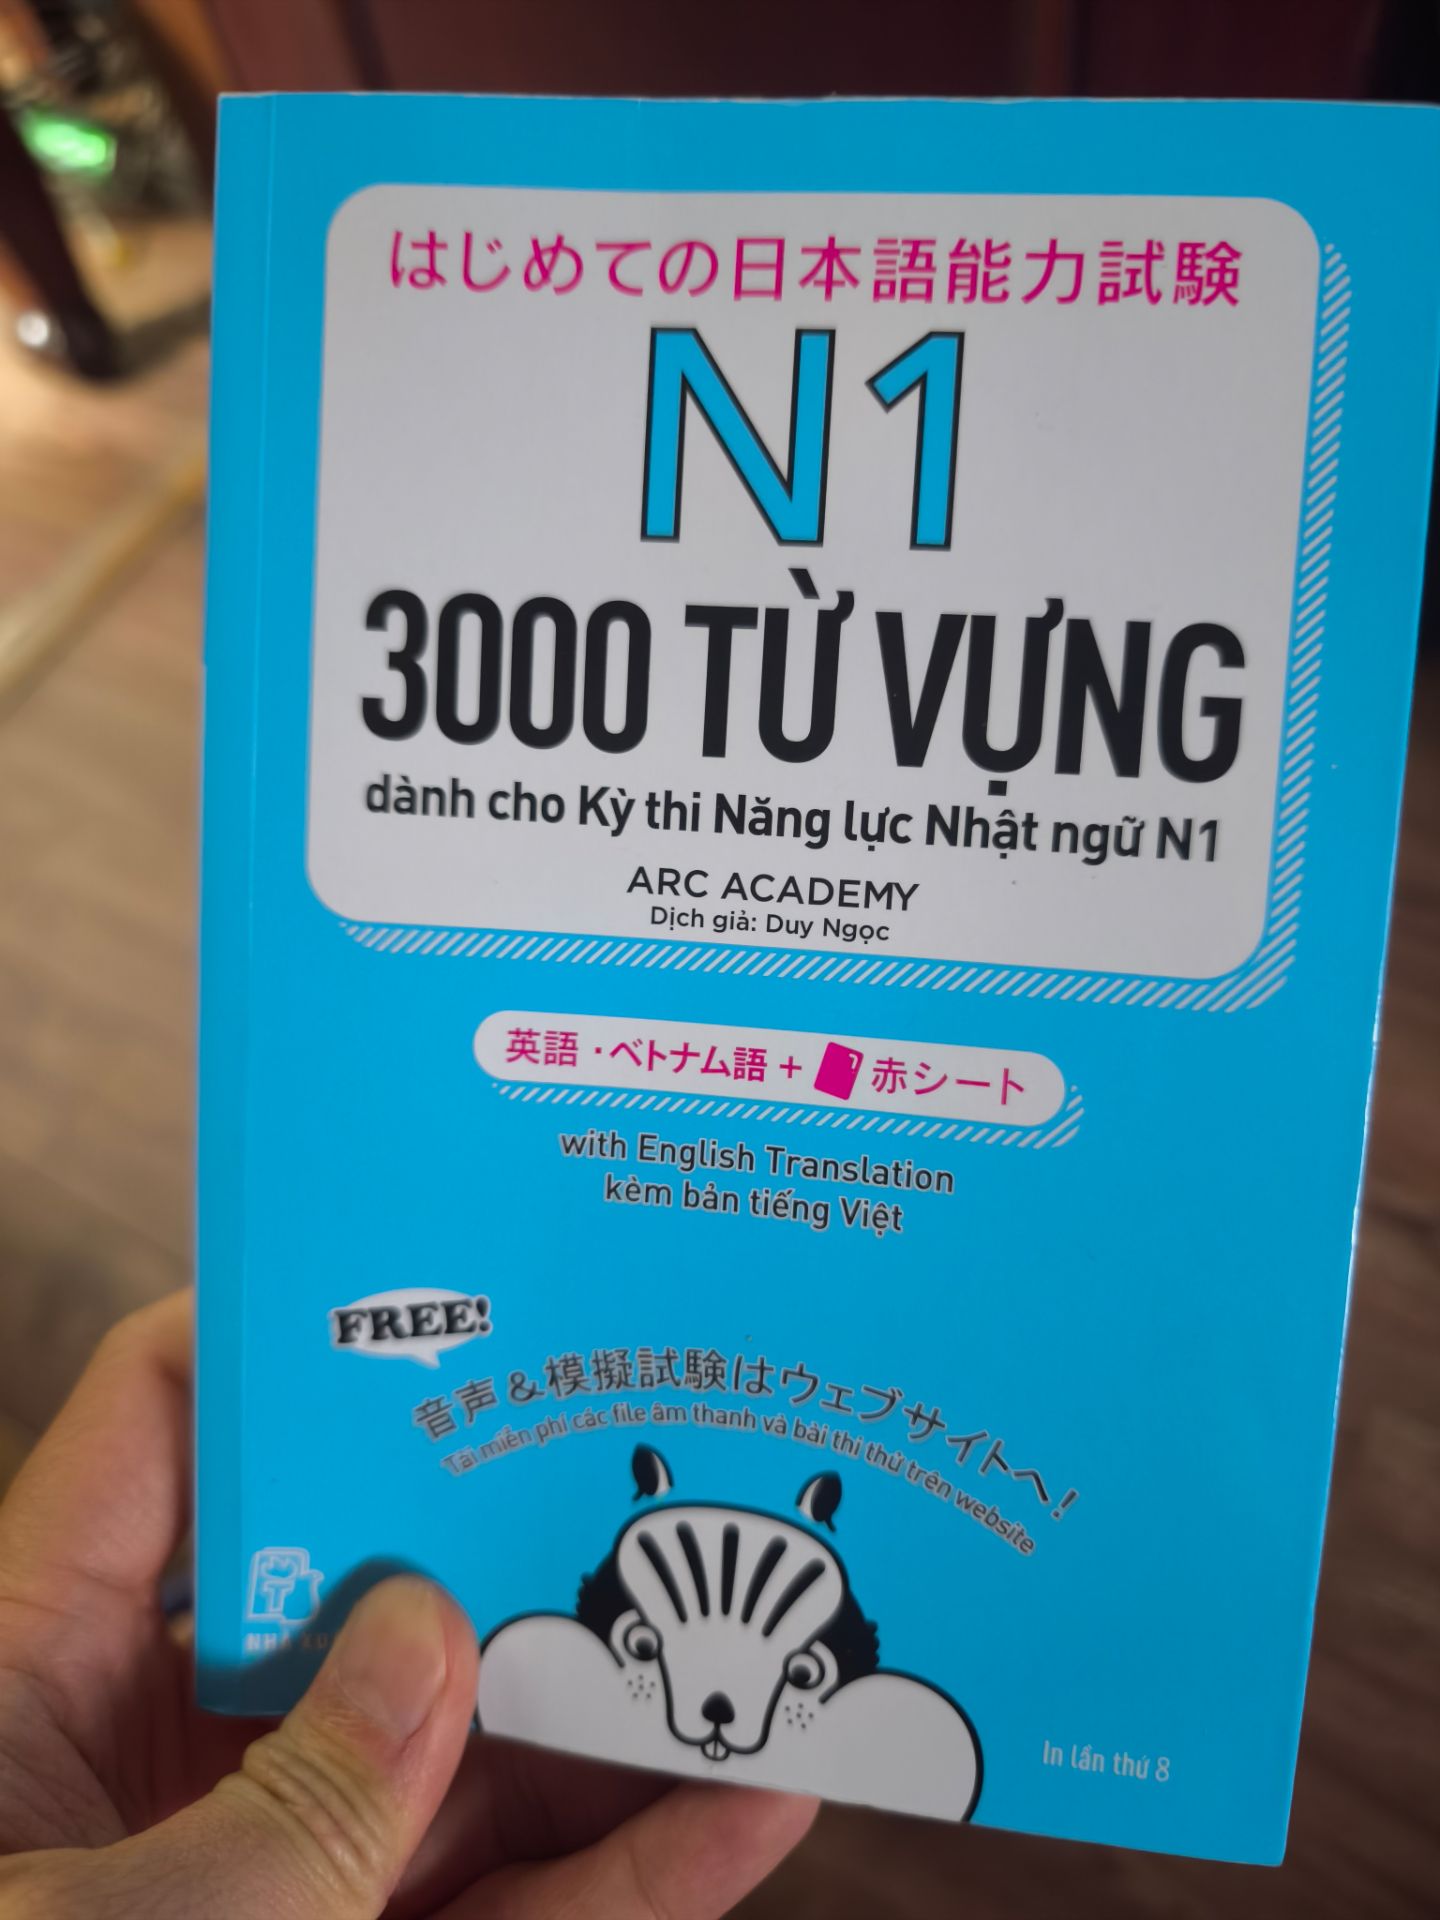 はじめての日本語能力試験
N1
3000 TỪ VỰNG
dành cho Kỳ thi Năng lực Nhật ngữ N1
ARC ACADEMY
Dịch giả: Duy Ngọc
英語・ベトナム語 + 赤シート
with English Translation
kèm bản tiếng Việt
FREE!
音声&模擬試験はウェブサイトへ!
Tải miễn phí các file âm thanh và bài thi thử trên website
T
NHÀ
In lần thứ 8